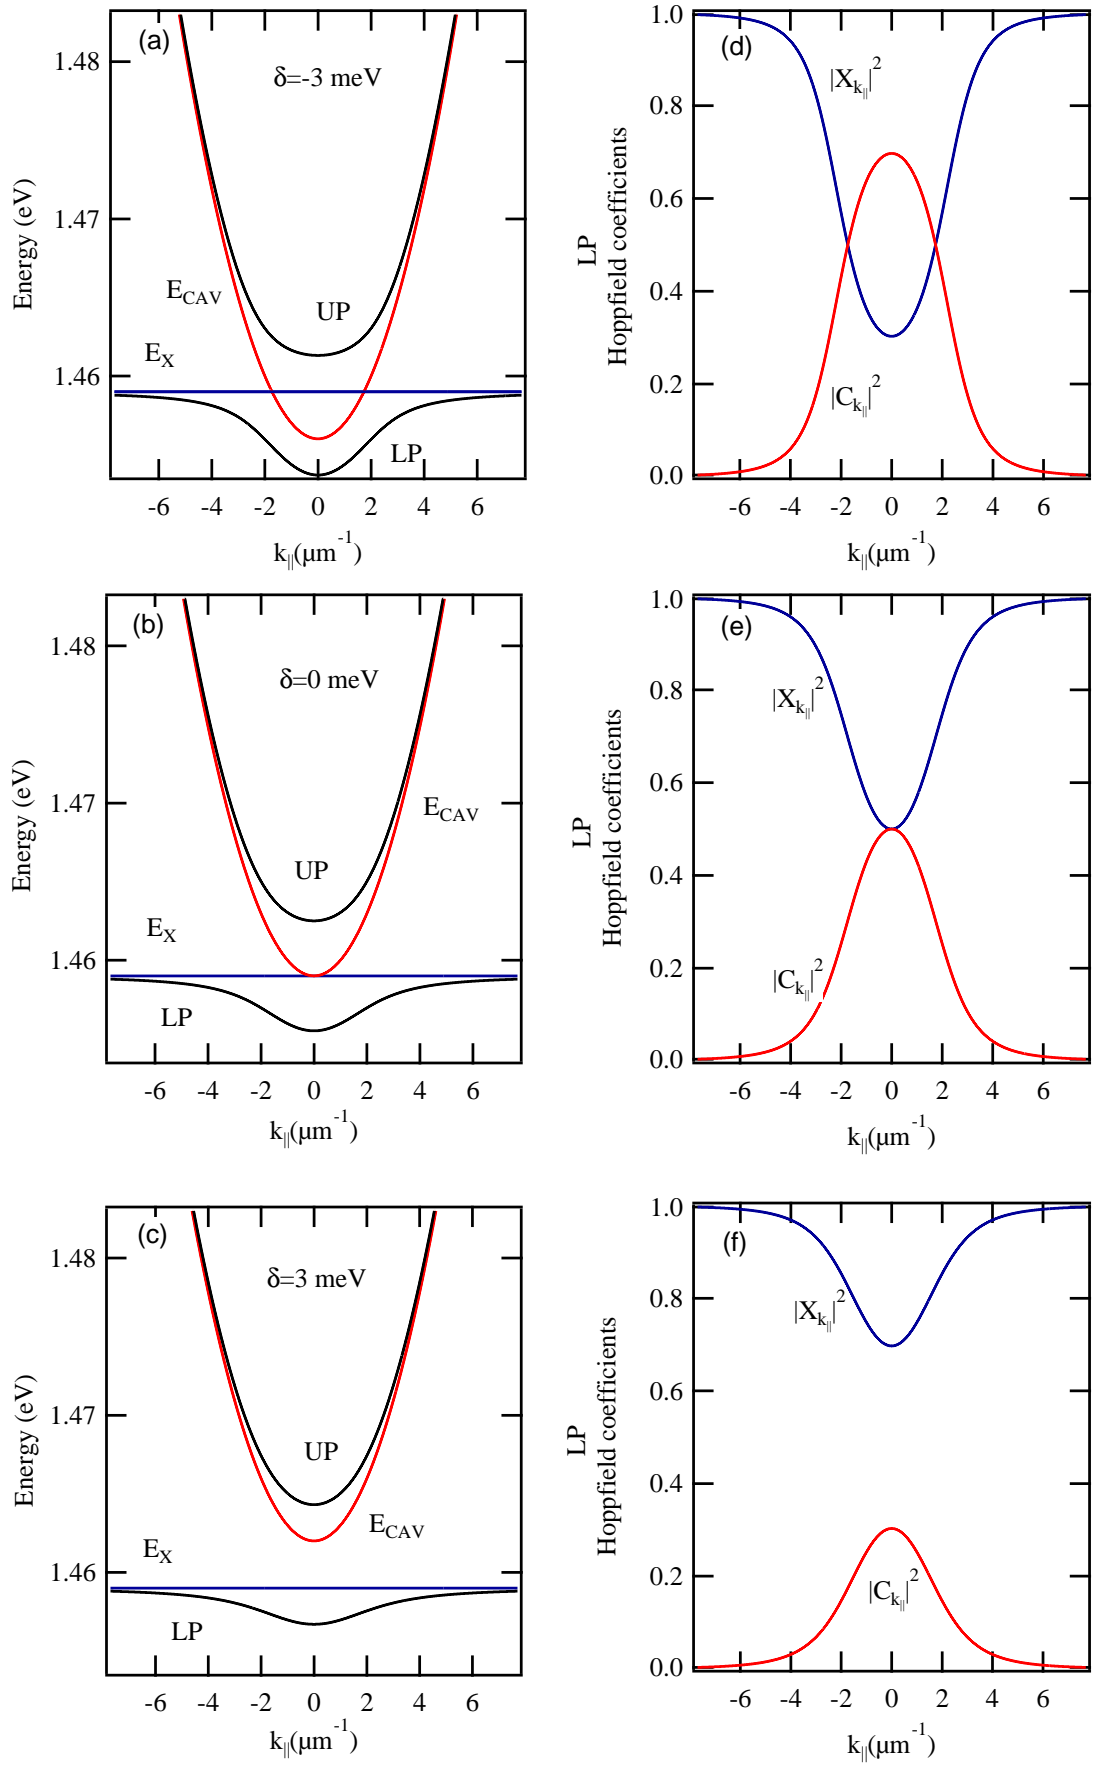 (a)
δ=-3 meV
1.48
1.47
1.46
Energy (eV)
E_CAV
UP
E_X
LP
-6 -4 -2 0 2 4 6
k_||(μm^-1)
(d)
|X_k_|||^2
|C_k_|||^2
1.0
0.8
0.6
0.4
0.2
0.0
LP
Hoppfield coefficients
-6 -4 -2 0 2 4 6
k_||(μm^-1)
(b)
δ=0 meV
1.48
1.47
1.46
Energy (eV)
E_CAV
UP
E_X
LP
-6 -4 -2 0 2 4 6
k_||(μm^-1)
(e)
|X_k_|||^2
|C_k_|||^2
1.0
0.8
0.6
0.4
0.2
0.0
LP
Hoppfield coefficients
-6 -4 -2 0 2 4 6
k_||(μm^-1)
(c)
δ=3 meV
1.48
1.47
1.46
Energy (eV)
UP
E_CAV
E_X
LP
-6 -4 -2 0 2 4 6
k_||(μm^-1)
(f)
|X_k_|||^2
|C_k_|||^2
1.0
0.8
0.6
0.4
0.2
0.0
LP
Hoppfield coefficients
-6 -4 -2 0 2 4 6
k_||(μm^-1)